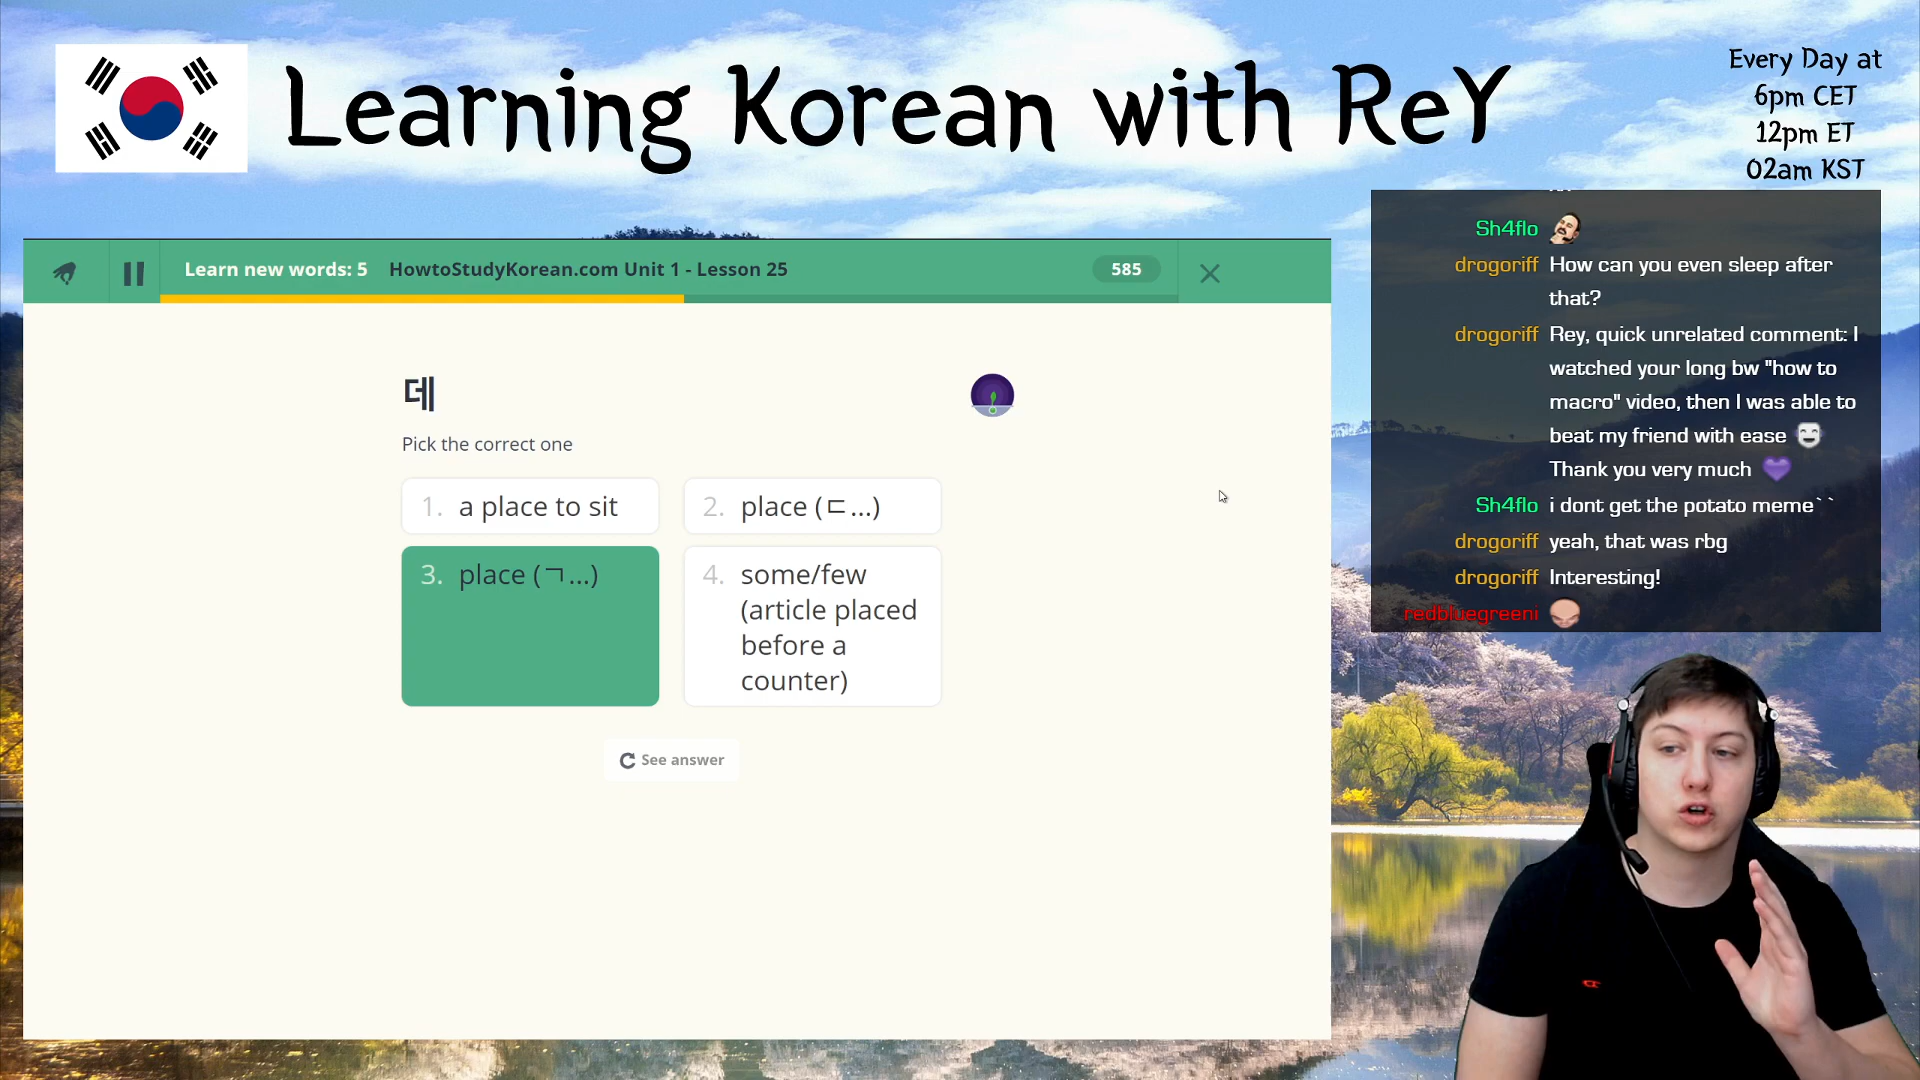 Learning Korean with ReY
Every Day at
6pm CET
12pm ET
02am KST
Learn new words: 5 HowtoStudyKorean.com Unit 1 - Lesson 25
585
데
Pick the correct one
1. a place to sit
2. place (ㄷ...)
3. place (ㄱ...)
4. some/few
(article placed
before a
counter)
See answer
Sh4flo
drogoriff How can you even sleep after
that?
drogoriff Rey, quick unrelated comment: I
watched your long bw "how to
macro" video, then I was able to
beat my friend with ease
Thank you very much
Sh4flo i dont get the potato meme``
drogoriff yeah, that was rbg
drogoriff Interesting!
redbluegreeni